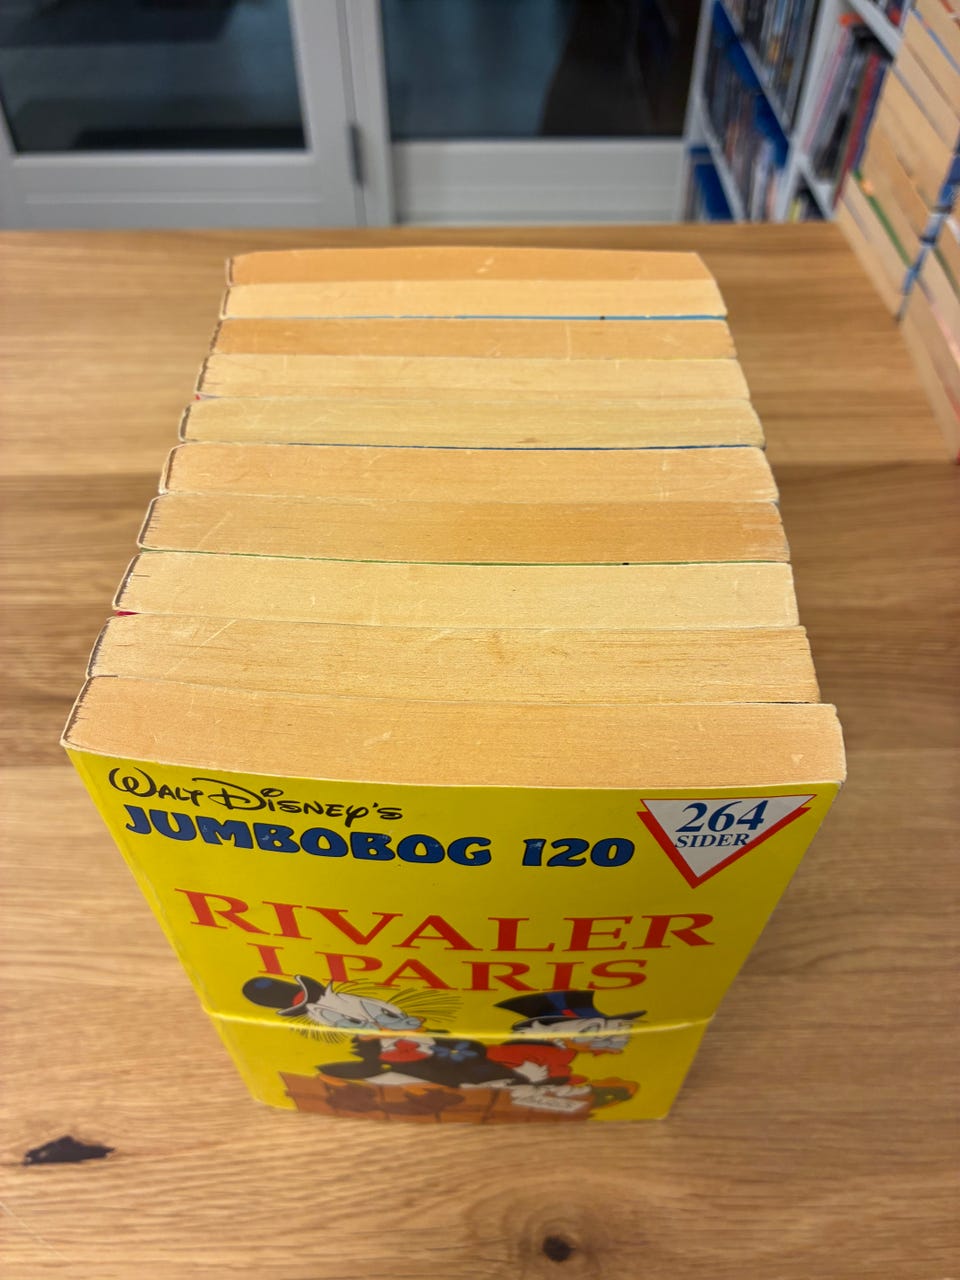 Walt Disney's
JUMBOBOG 120
264
SIDER
RIVALER
I PARIS